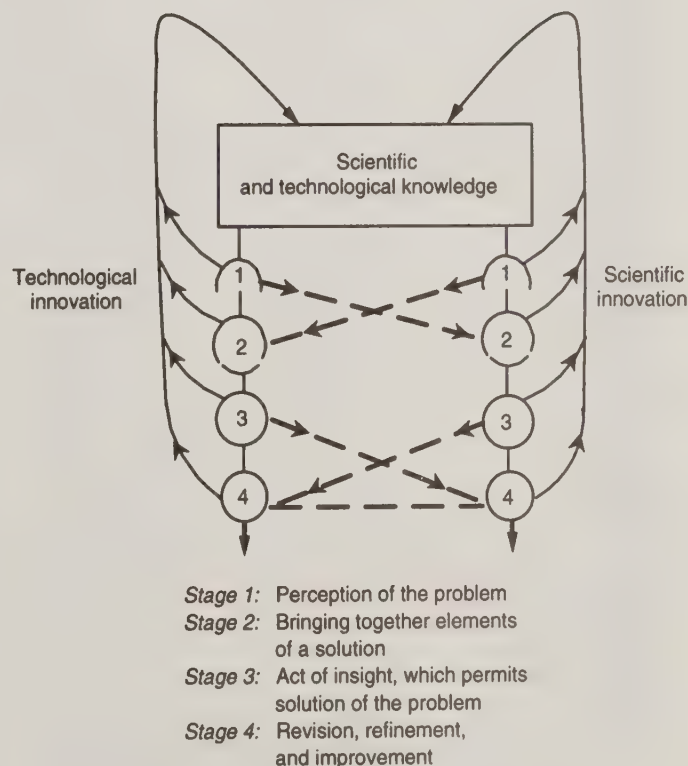 Scientific
and technological knowledge
Technological
innovation
Scientific
innovation
1
1
2
2
3
3
4
4
Stage 1: Perception of the problem
Stage 2: Bringing together elements
of a solution
Stage 3: Act of insight, which permits
solution of the problem
Stage 4: Revision, refinement,
and improvement